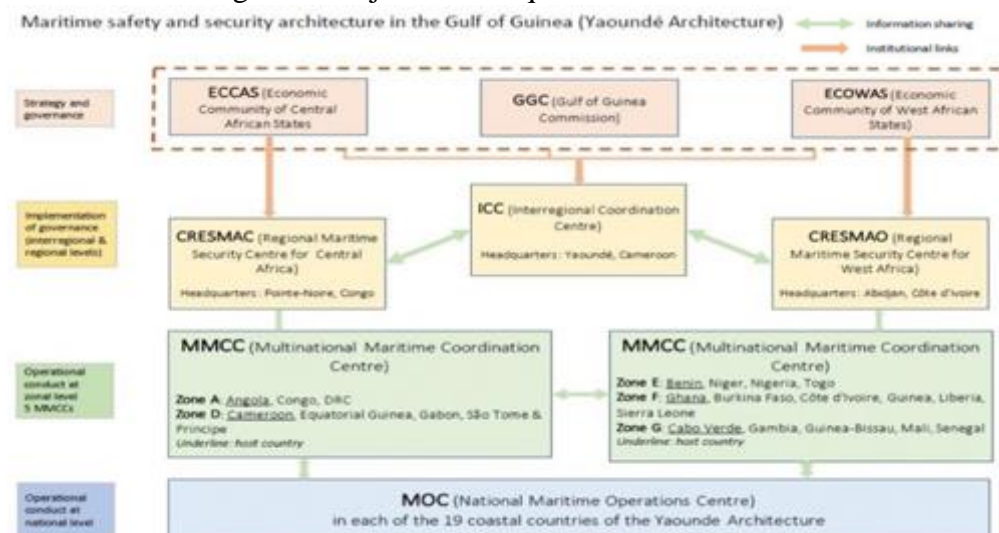 Maritime safety and security architecture in the Gulf of Guinea (Yaoundé Architecture)
Information sharing
Institutional links
Strategy and
governance
ECCAS (Economic
Community of Central
African States
GGC (Gulf of Guinea
Commission)
ECOWAS (Economic
Community of West African
States)
Implementation
of governance
(interregional &
regional levels)
CRESMAC (Regional Maritime
Security Centre for Central
Africa)
Headquarters: Pointe-Noire, Congo
ICC (Interregional Coordination
Centre)
Headquarters: Yaoundé, Cameroon
CRESMAO (Regional
Maritime Security Centre for
West Africa)
Headquarters: Abidjan, Côte d'Ivoire
Operational
conduct at
zonal level
5 MMCCs
MMCC (Multinational Maritime Coordination
Centre)
Zone A: Angola, Congo, DRC
Zone D: Cameroon, Equatorial Guinea, Gabon, São Tome &
Principe
Underline: host country
MMCC (Multinational Maritime Coordination
Centre)
Zone E: Benin, Niger, Nigeria, Togo
Zone F: Ghana, Burkina Faso, Côte d'Ivoire, Guinea, Liberia,
Sierra Leone
Zone G: Cabo Verde, Gambia, Guinea-Bissau, Mali, Senegal
Underline: host country
Operational
conduct at
national level
MOC (National Maritime Operations Centre)
in each of the 19 coastal countries of the Yaounde Architecture